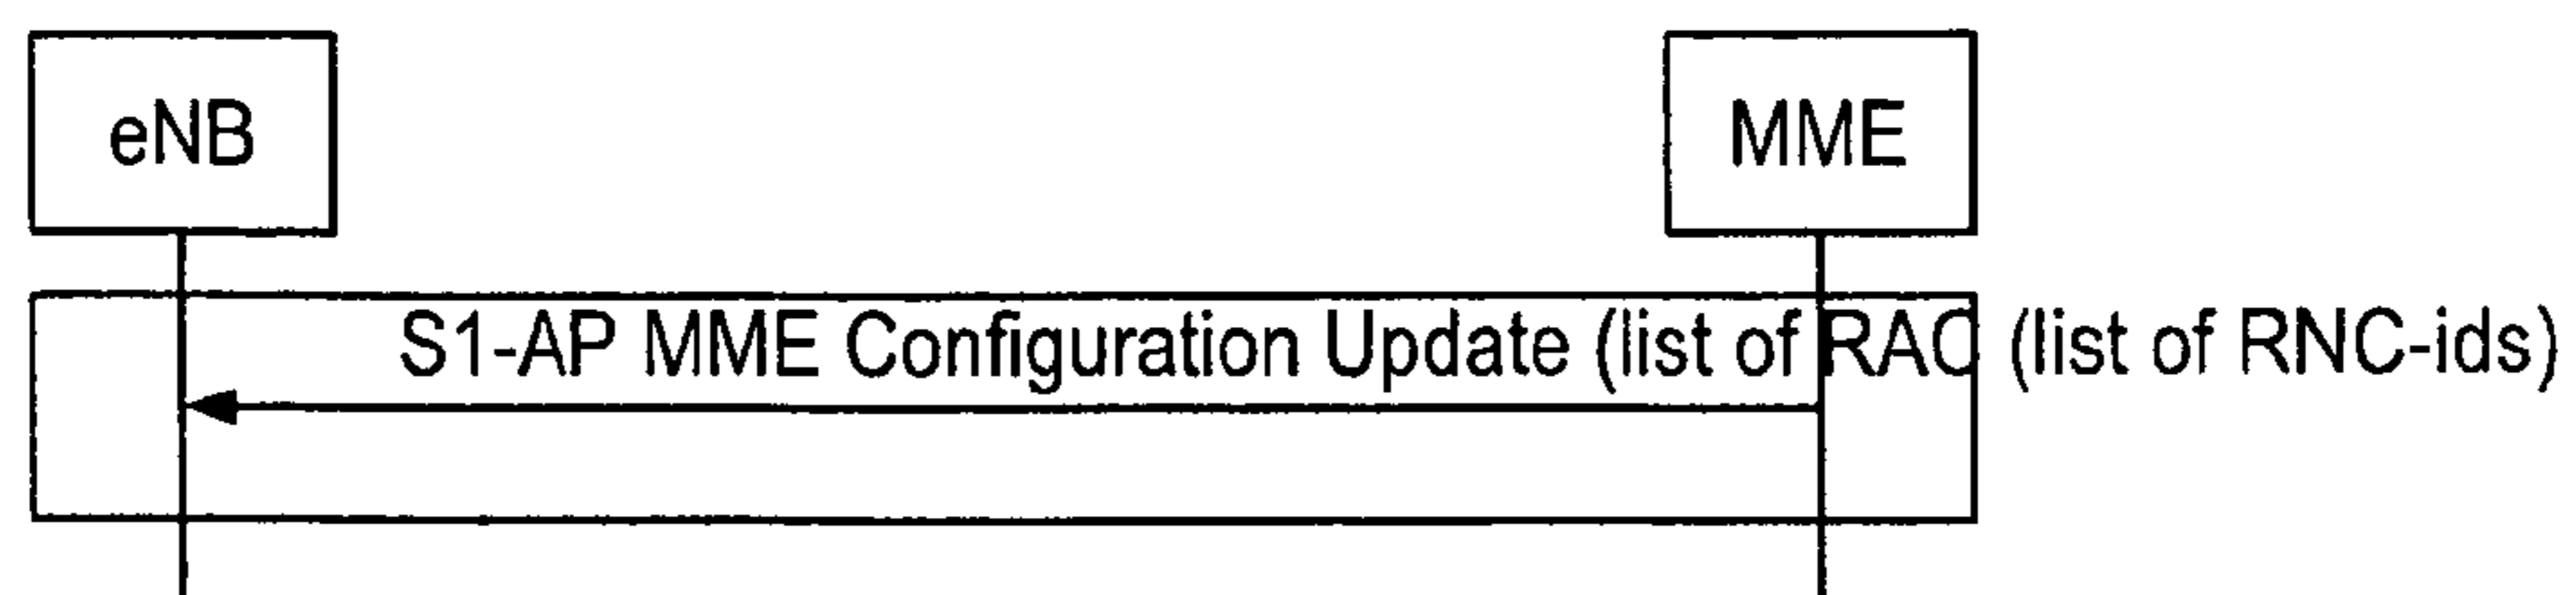 eNB
MME
S1-AP MME Configuration Update (list of RAC (list of RNC-ids)